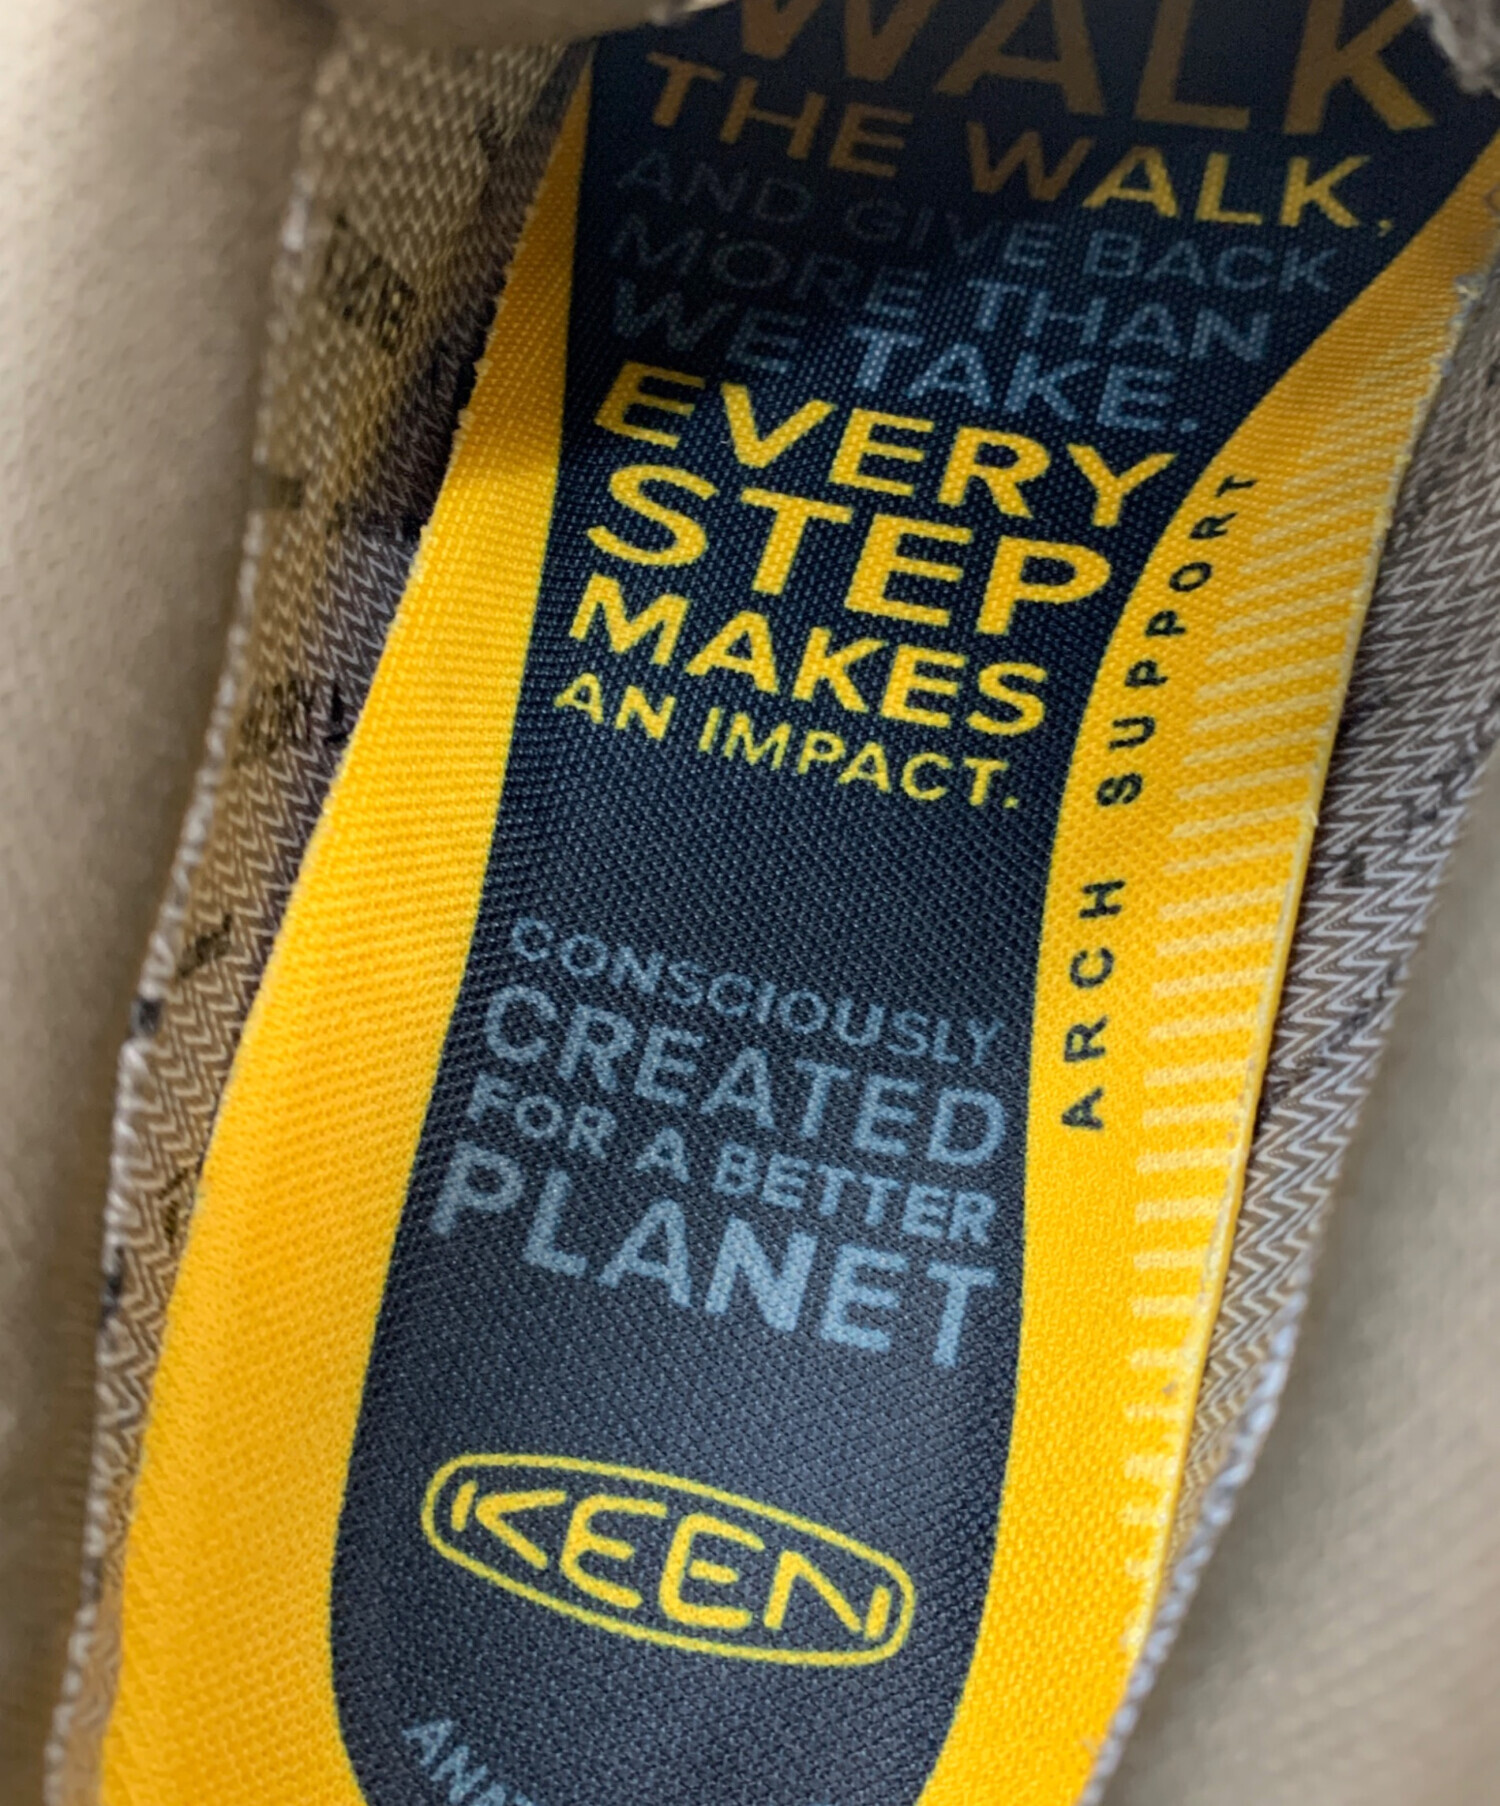 WALK
THE WALK.
AND GIVE BACK
MORE THAN
WE TAKE.
EVERY
STEP
MAKES
AN IMPACT.
ARCH SUPPORT
CONSCIOUSLY
CREATED
FOR A BETTER
PLANET
KEEN